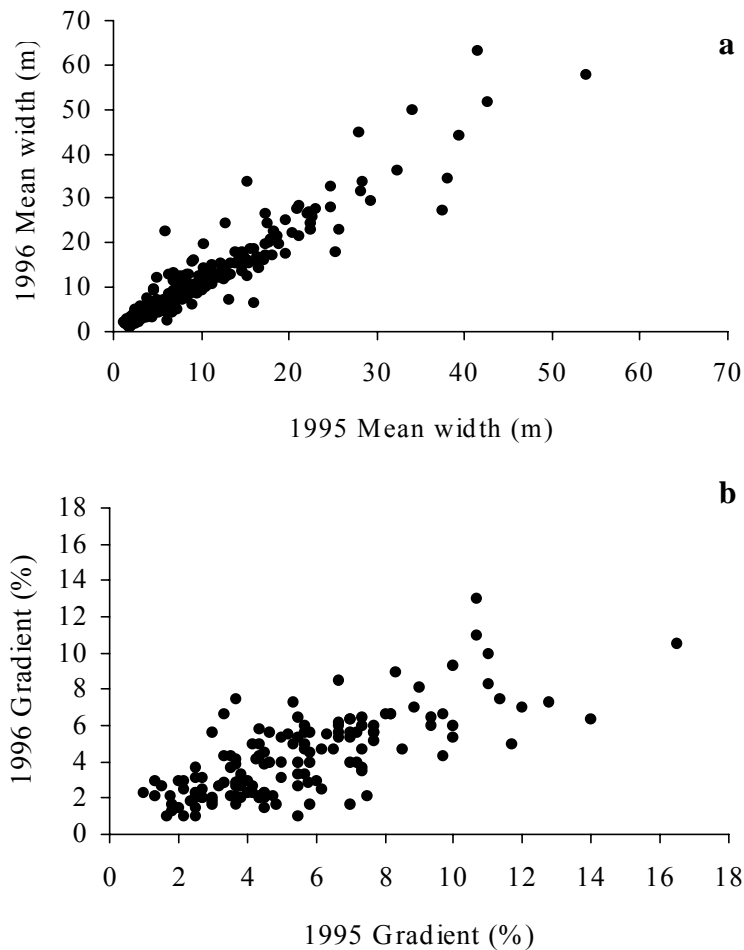 a
1996 Mean width (m)
70
60
50
40
30
20
10
0
0 10 20 30 40 50 60 70
1995 Mean width (m)
b
1996 Gradient (%)
18
16
14
12
10
8
6
4
2
0
0 2 4 6 8 10 12 14 16 18
1995 Gradient (%)